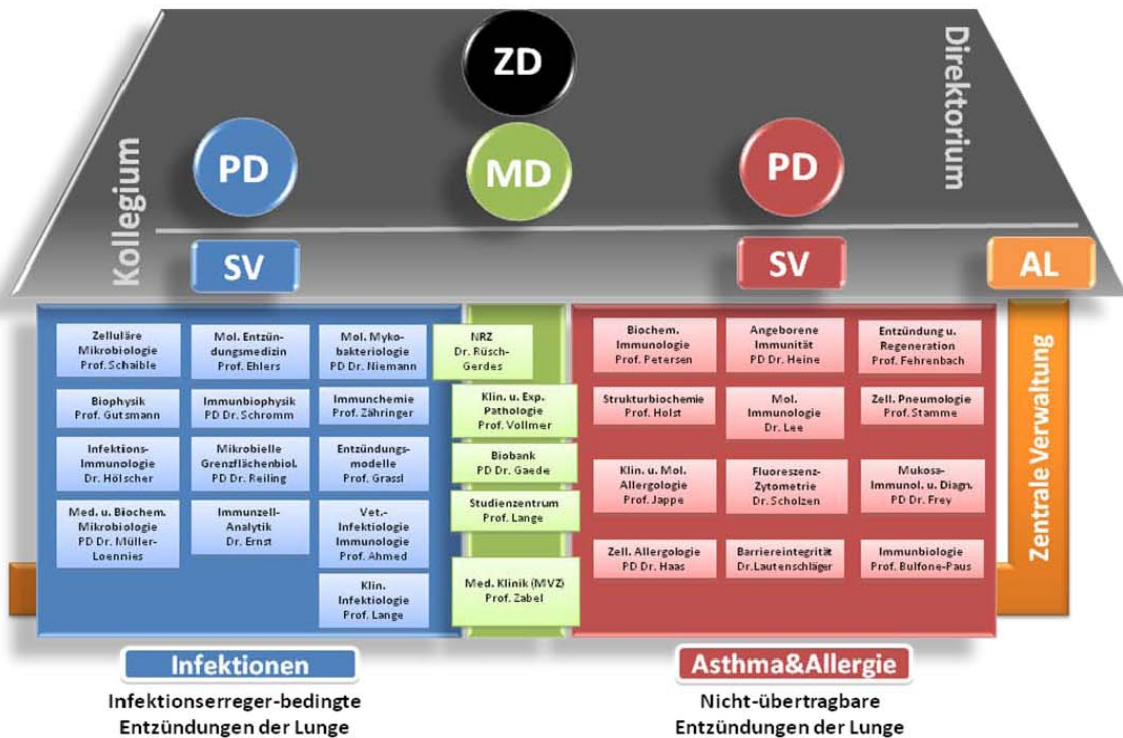 ZD
Direktorium
Kollegium
PD
MD
PD
SV
SV
AL
Zelluläre
Mikrobiologie
Prof. Schaible
Mol. Entzün-
dungsmedizin
Prof. Ehlers
Mol. Myko-
bakteriologie
PD Dr. Niemann
NRZ
Dr. Rüsch-
Gerdes
Biochem.
Immunologie
Prof. Petersen
Angeborene
Immunität
PD Dr. Heine
Entzündung u.
Regeneration
Prof. Fehrenbach
Biophysik
Prof. Gutsmann
Immunbiophysik
PD Dr. Schromm
Immunchemie
Prof. Zähringer
Klin. u. Exp.
Pathologie
Prof. Vollmer
Strukturbiochemie
Prof. Holst
Mol.
Immunologie
Dr. Lee
Zell. Pneumologie
Prof. Stamme
Infektions-
Immunologie
Dr. Hölscher
Mikrobielle
Grenzflächenbiol.
PD Dr. Reiling
Entzündungs-
modelle
Prof. Grassl
Biobank
PD Dr. Gaede
Klin. u. Mol.
Allergologie
Prof. Jappe
Fluoreszenz-
Zytometrie
Dr. Scholzen
Mukosa-
Immunol. u. Diagn.
PD Dr. Frey
Med. u. Biochem.
Mikrobiologie
PD Dr. Müller-
Loennies
Immunzell-
Analytik
Dr. Ernst
Vet.-
Infektiologie
Immunologie
Prof. Ahmed
Studienzentrum
Prof. Lange
Zell. Allergologie
PD Dr. Haas
Barriereintegrität
Dr.Lautenschläger
Immunbiologie
Prof. Bulfone-Paus
Klin.
Infektiologie
Prof. Lange
Med. Klinik (MVZ)
Prof. Zabel
Zentrale Verwaltung
Infektionen
Infektionserreger-bedingte
Entzündungen der Lunge
Asthma&Allergie
Nicht-übertragbare
Entzündungen der Lunge